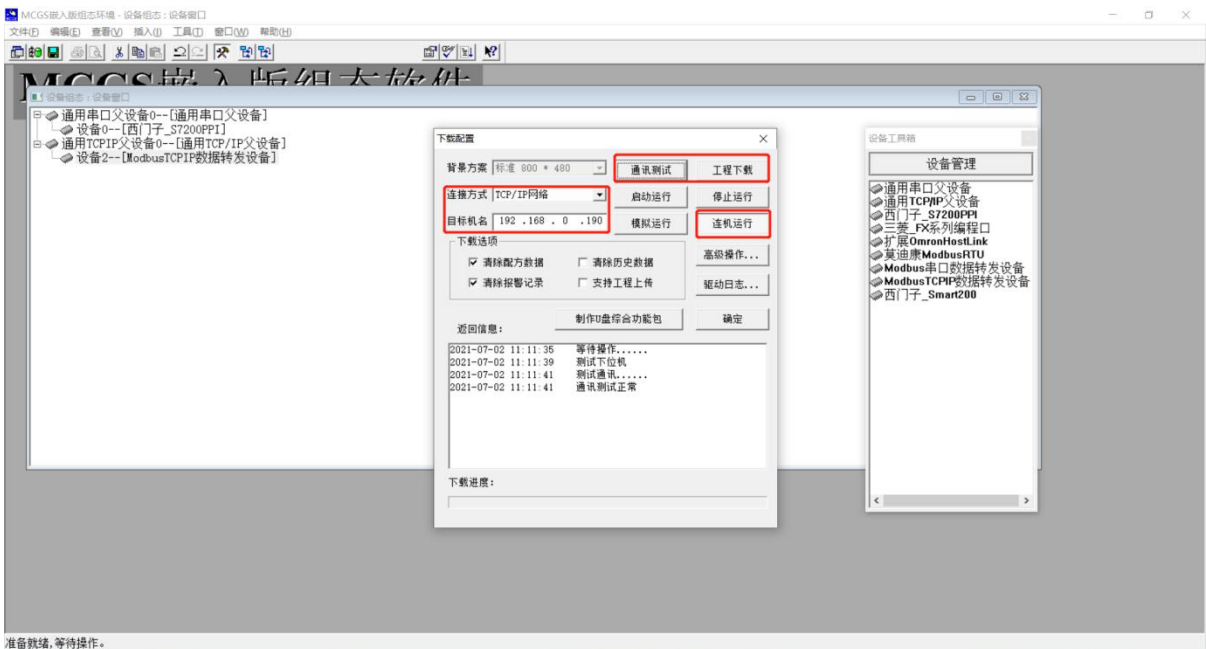 MCGS嵌入版组态环境 - 设备组态 : 设备窗口
文件(F) 编辑(E) 查看(V) 插入(I) 工具(T) 窗口(W) 帮助(H)
MCGS嵌入版组态软件
设备组态 : 设备窗口
通用串口父设备0--[通用串口父设备]
设备0--[西门子_S7200PPI]
通用TCPIP父设备0--[通用TCP/IP父设备]
设备2--[ModbusTCPIP数据转发设备]
下载配置
背景方案 标准 800 * 480 通讯测试 工程下载
连接方式 TCP/IP网络 启动运行 停止运行
目标机名 192 .168 . 0 .190 模拟运行 连机运行
下载选项
清除配方数据 清除历史数据 高级操作...
清除报警记录 支持工程上传 驱动日志...
制作U盘综合功能包 确定
返回信息:
2021-07-02 11:11:35 等待操作......
2021-07-02 11:11:39 测试下位机
2021-07-02 11:11:41 测试通讯......
2021-07-02 11:11:41 通讯测试正常
下载进度:
设备工具箱
设备管理
通用串口父设备
通用TCP/IP父设备
西门子_S7200PPI
三菱_FX系列编程口
扩展OmronHostLink
莫迪康ModbusRTU
Modbus串口数据转发设备
ModbusTCPIP数据转发设备
西门子_Smart200
准备就绪,等待操作。